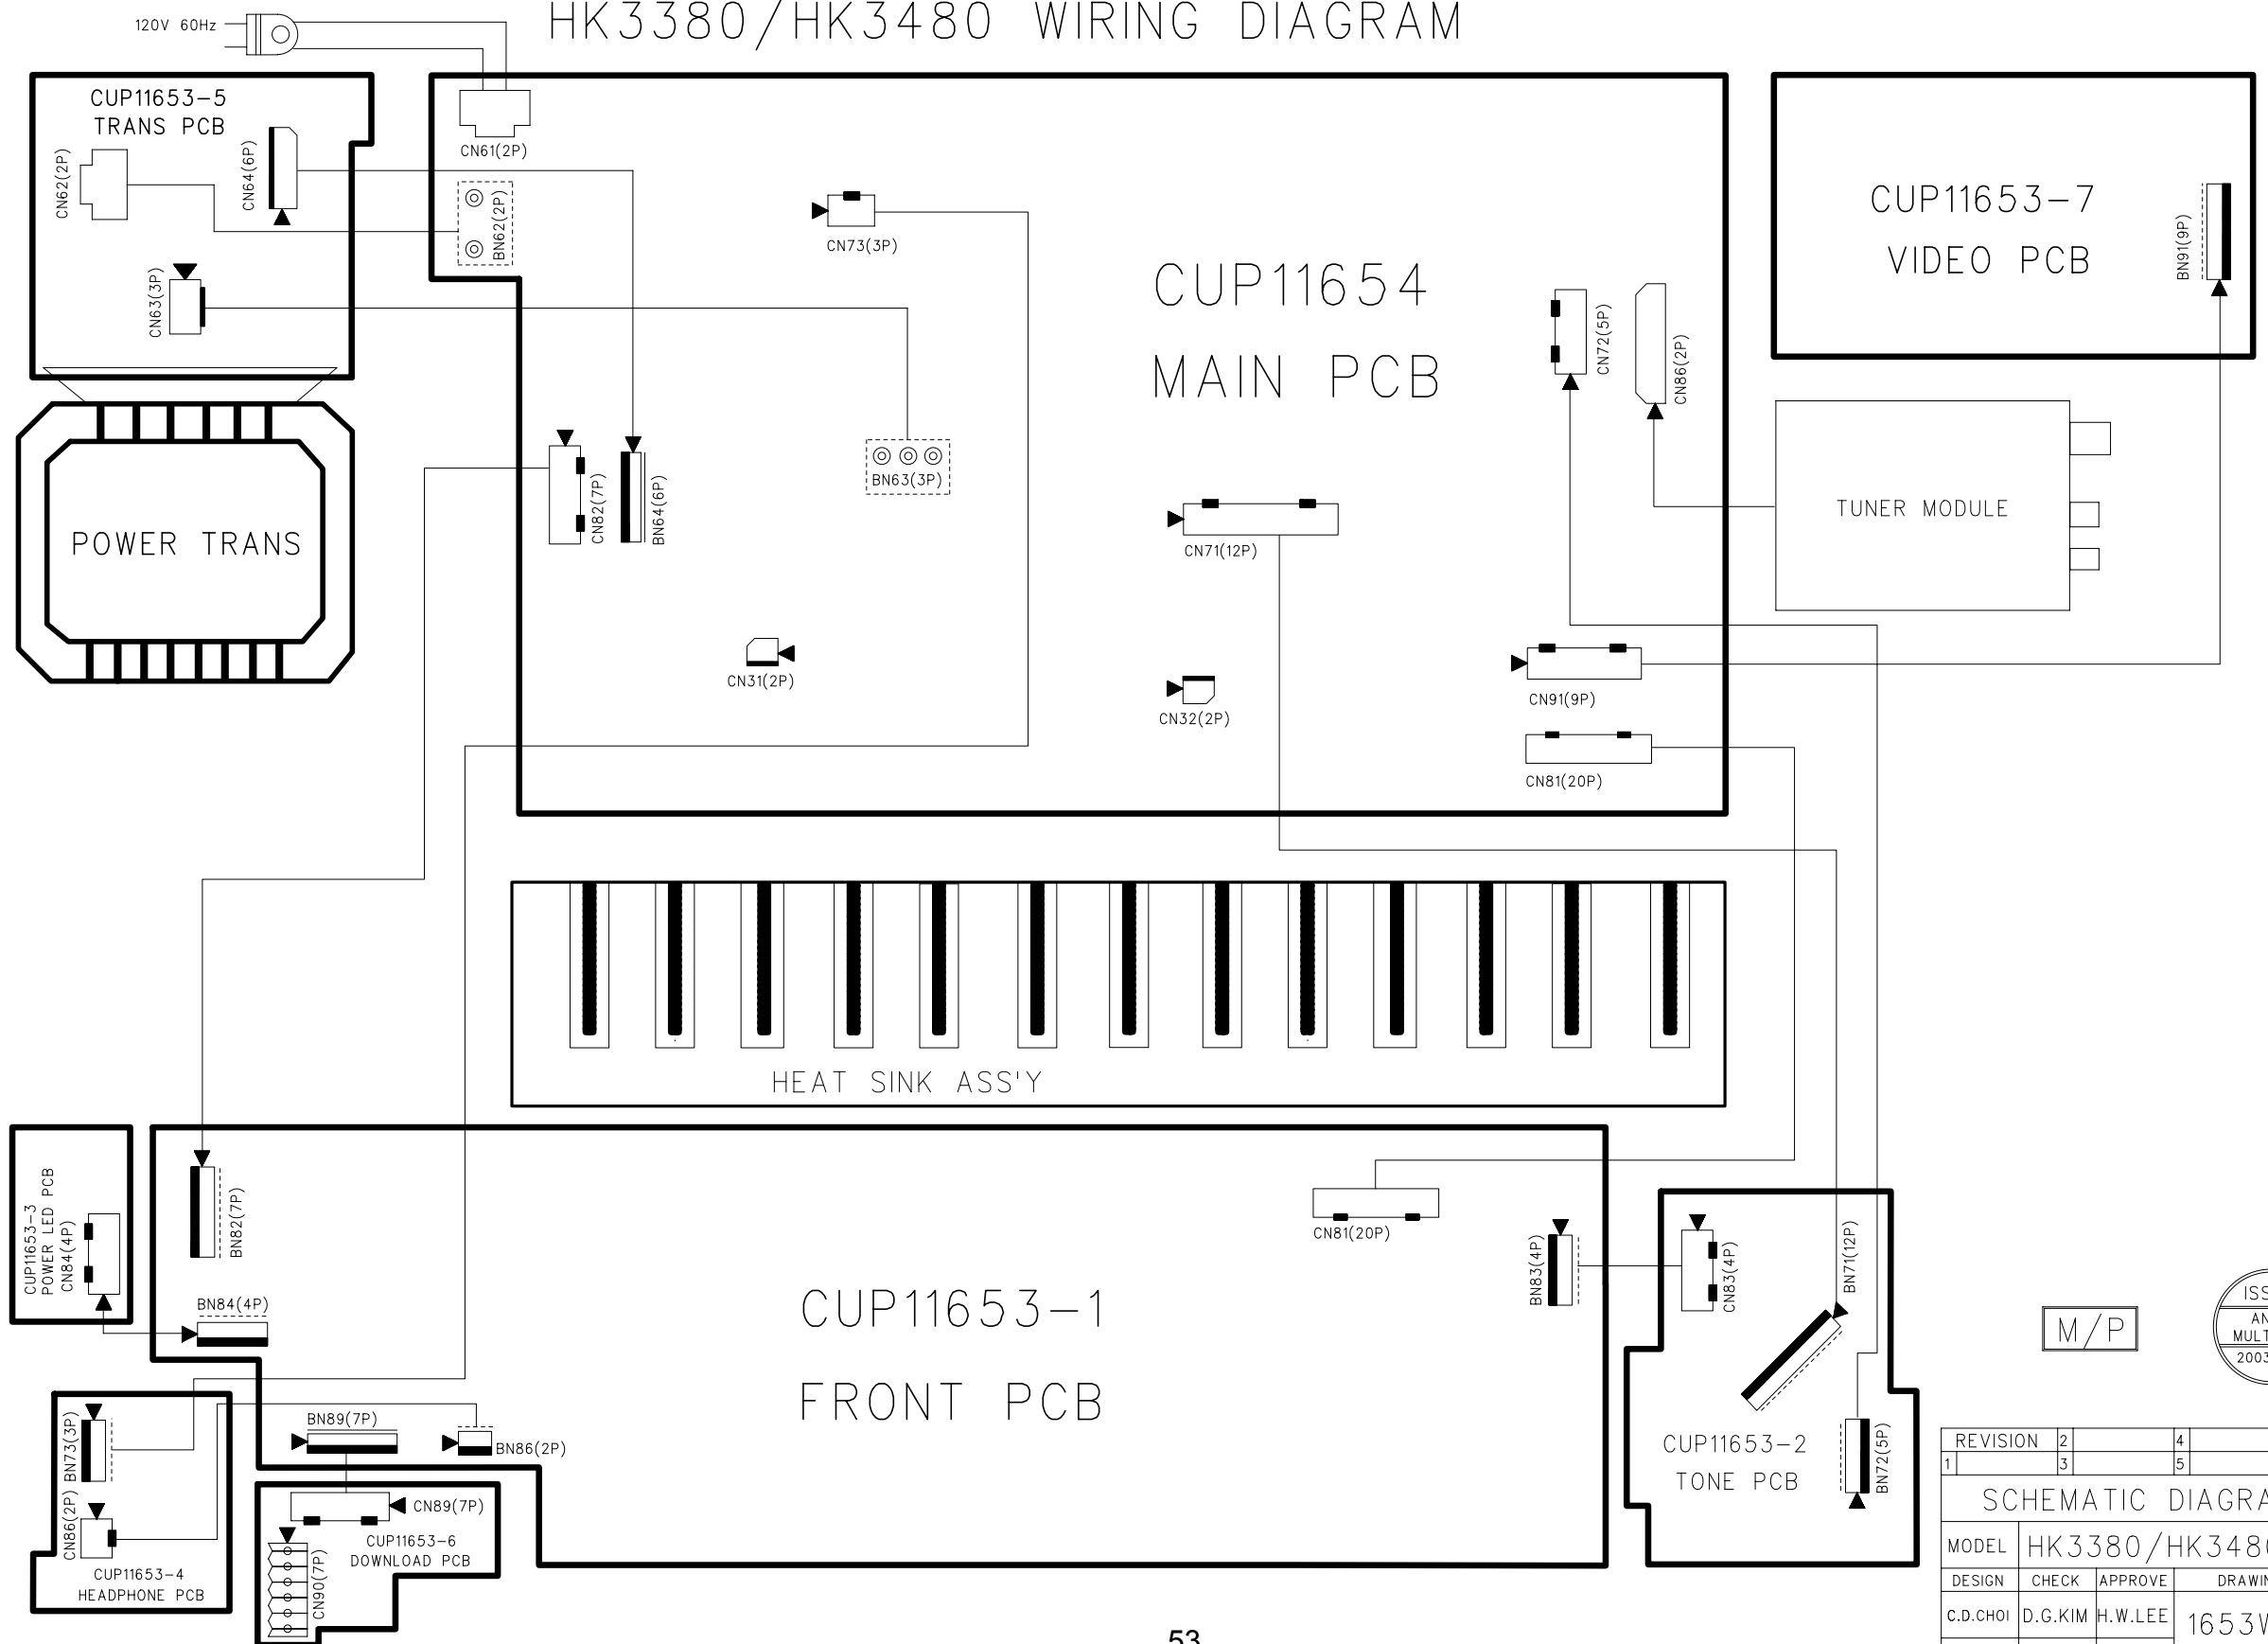 HK3380/HK3480 WIRING DIAGRAM
120V 60Hz
CUP11653-5
TRANS PCB
CN62(2P)
CN64(6P)
CN63(3P)
CN61(2P)
BN62(2P)
CN73(3P)
CUP11654
MAIN PCB
CN72(5P)
CN86(2P)
CUP11653-7
VIDEO PCB
BN91(9P)
POWER TRANS
CN82(7P)
BN64(6P)
BN63(3P)
CN71(12P)
TUNER MODULE
CN31(2P)
CN32(2P)
CN91(9P)
CN81(20P)
HEAT SINK ASS'Y
CUP11653-3
POWER LED PCB
CN84(4P)
BN82(7P)
BN84(4P)
CN81(20P)
BN83(4P)
CN83(4P)
BN71(12P)
CUP11653-1
FRONT PCB
BN73(3P)
CN86(2P)
CUP11653-4
HEADPHONE PCB
BN89(7P)
BN86(2P)
CN89(7P)
CUP11653-6
DOWNLOAD PCB
CN90(7P)
CUP11653-2
TONE PCB
BN72(5P)
M/P
2003
REVISION 2 4
1 3 5
SCHEMATIC
MODEL HK3380/HK3480
DESIGN CHECK APPROVE
C.D.CHOI D.G.KIM H.W.LEE
53